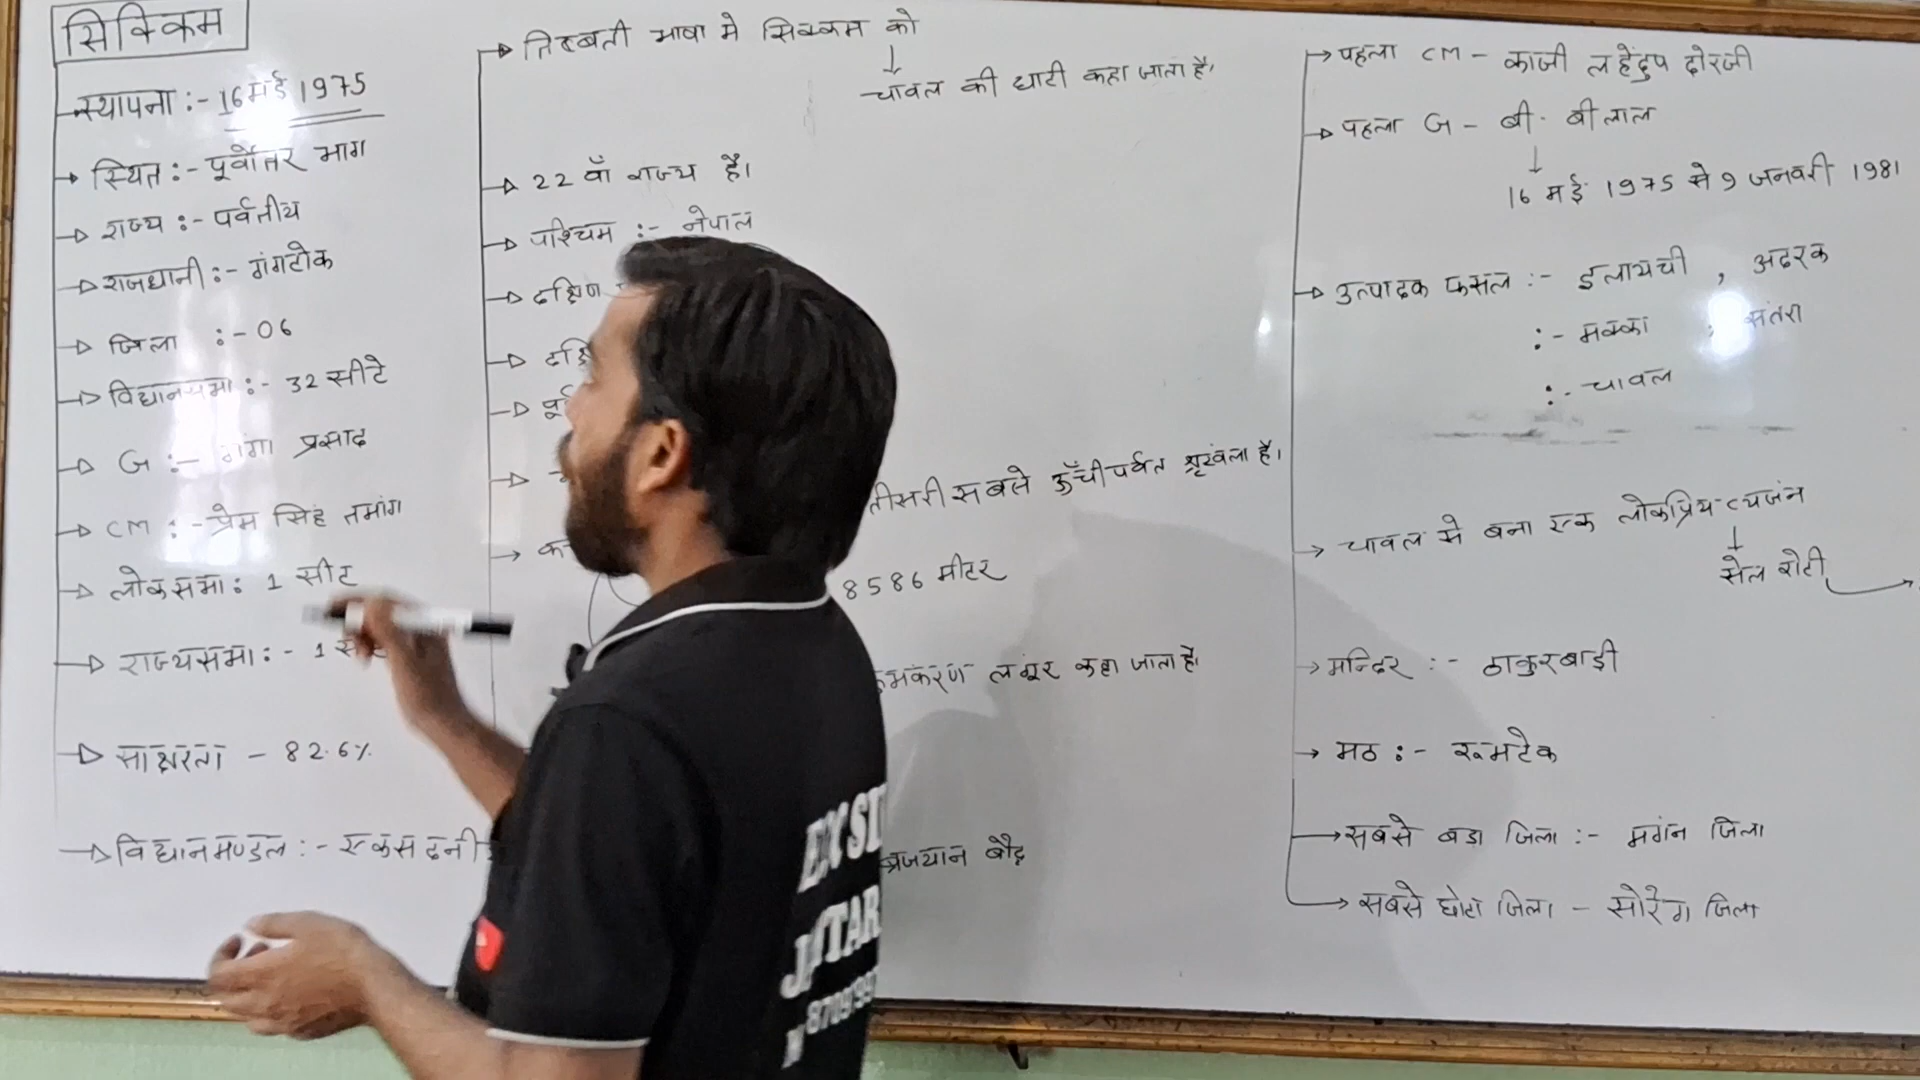 सिक्किम
स्थापना :- 16 मई 1975
स्थित :- पूर्वोत्तर भाग
राज्य :- पर्वतीय
राजधानी :- गंगटोक
जिला :- 06
विधानसभा :- 32 सीटे
G :- गंगा प्रसाद
CM :- प्रेम सिंह तमांग
लोकसभा : 1 सीट
राज्यसभा :- 1
साक्षरता - 82.6%
विधानमण्डल :- एकसदनी
तिब्बती भाषा मे सिक्किम को
चावल की घाटी कहा जाता है।
22 वाँ राज्य है।
पश्चिम :- नेपाल
दक्षिण
तीसरी सबसे ऊँची पर्वत श्रृंखला है।
8586 मीटर
लंगूर कहा जाता है।
ब्रजयान बौद्ध
पहला CM - काजी लहेंदुप दोरजी
पहला G - बी. बी लाल
16 मई 1975 से 9 जनवरी 1981
उत्पादक फसल :- इलायची , अदरक
:- मक्का , संतरा
:- चावल
चावल से बना एक लोकप्रिय व्यजंन
सेल रोटी
मन्दिर :- ठाकुरबाड़ी
मठ :- रूमटेक
सबसे बड़ा जिला :- मगंन जिला
सबसे छोटा जिला - सोरेंग जिला